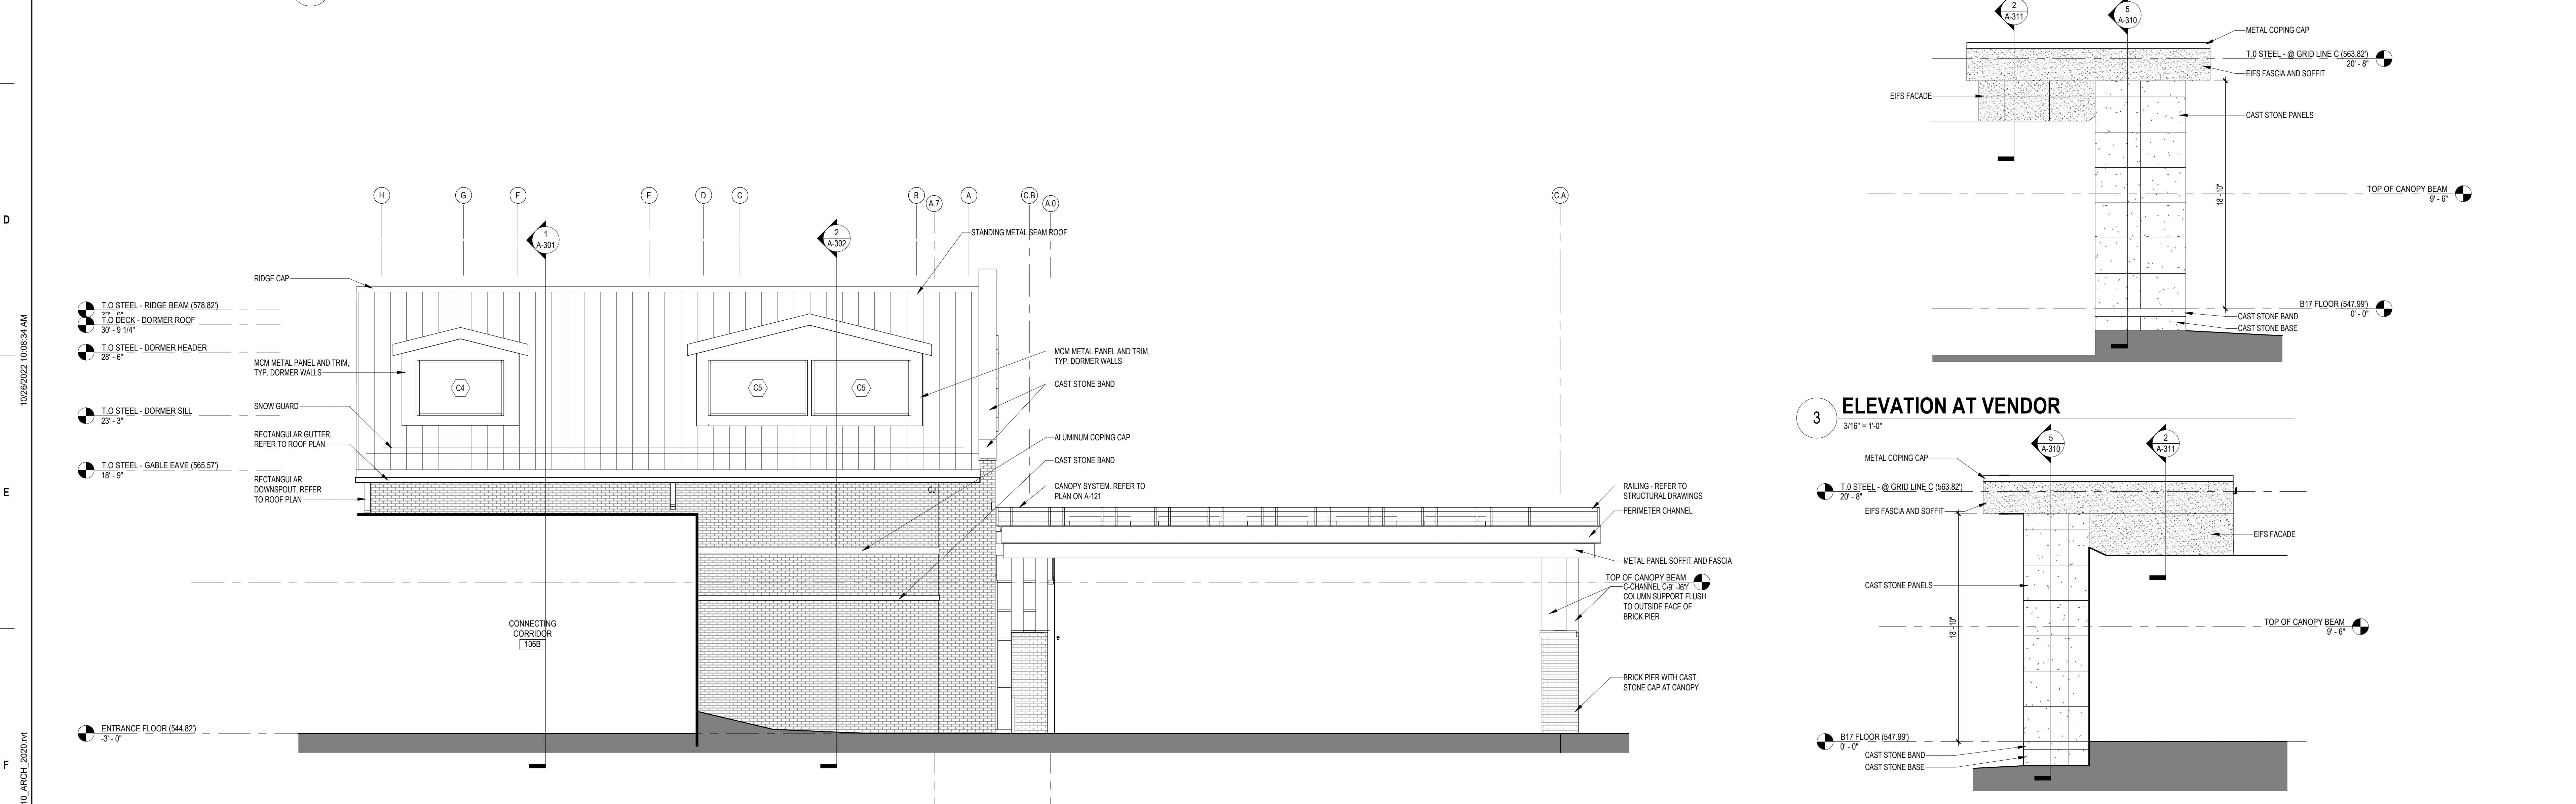 D
E
F
10/26/2022 10:08:34 AM
10_ARCH_2020.rvt
H
G
F
E
D
C
B
A.7
A
C.B
A.0
C.A
1
A-301
2
A-302
STANDING METAL SEAM ROOF
RIDGE CAP
T.O STEEL - RIDGE BEAM (578.82')
T.O DECK - DORMER ROOF
30' - 9 1/4"
T.O STEEL - DORMER HEADER
28' - 6"
MCM METAL PANEL AND TRIM,
TYP. DORMER WALLS
SNOW GUARD
T.O STEEL - DORMER SILL
23' - 3"
RECTANGULAR GUTTER,
REFER TO ROOF PLAN
T.O STEEL - GABLE EAVE (565.57')
18' - 9"
RECTANGULAR
DOWNSPOUT, REFER
TO ROOF PLAN
C4
C5
C5
CJ
MCM METAL PANEL AND TRIM,
TYP. DORMER WALLS
CAST STONE BAND
ALUMINUM COPING CAP
CAST STONE BAND
CANOPY SYSTEM. REFER TO
PLAN ON A-121
RAILING - REFER TO
STRUCTURAL DRAWINGS
PERIMETER CHANNEL
METAL PANEL SOFFIT AND FASCIA
TOP OF CANOPY BEAM
C-CHANNEL
COLUMN SUPPORT FLUSH
TO OUTSIDE FACE OF
BRICK PIER
BRICK PIER WITH CAST
STONE CAP AT CANOPY
CONNECTING
CORRIDOR
106B
ENTRANCE FLOOR (544.82')
-3' - 0"
2
A-311
5
A-310
METAL COPING CAP
T.0 STEEL - @ GRID LINE C (563.82')
20' - 8"
EIFS FASCIA AND SOFFIT
EIFS FACADE
CAST STONE PANELS
18' - 10"
TOP OF CANOPY BEAM
9' - 6"
B17 FLOOR (547.99')
0' - 0"
CAST STONE BAND
CAST STONE BASE
3
ELEVATION AT VENDOR
3/16" = 1'-0"
5
A-310
2
A-311
METAL COPING CAP
T.0 STEEL - @ GRID LINE C (563.82')
20' - 8"
EIFS FASCIA AND SOFFIT
EIFS FACADE
CAST STONE PANELS
18' - 10"
TOP OF CANOPY BEAM
9' - 6"
B17 FLOOR (547.99')
0' - 0"
CAST STONE BAND
CAST STONE BASE